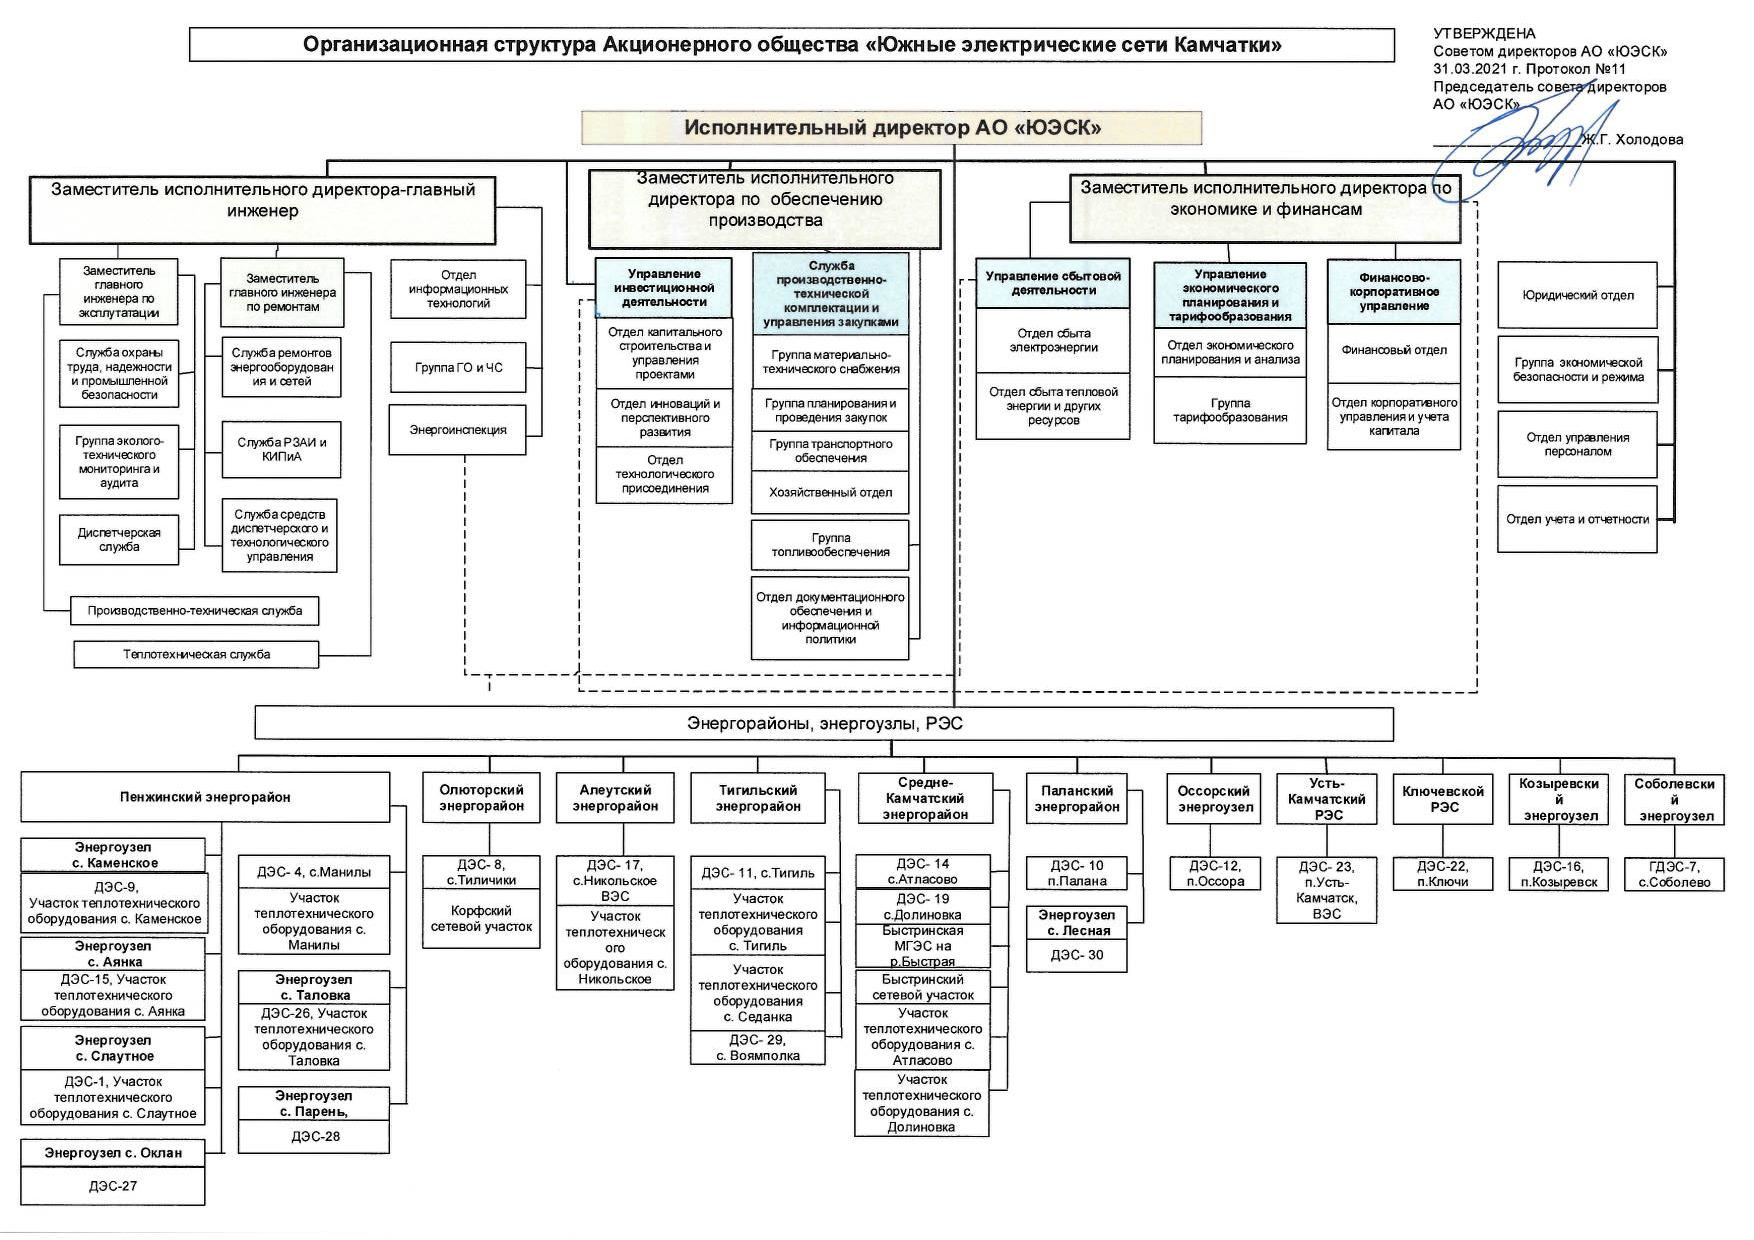 Организационная структура Акционерного общества «Южные электрические сети Камчатки»
УТВЕРЖДЕНА
Советом директоров АО «ЮЭСК»
31.03.2021 г. Протокол №11
Председатель совета директоров
АО «ЮЭСК»
Ж.Г. Холодова
Исполнительный директор АО «ЮЭСК»
Заместитель исполнительного директора-главный
инженер
Заместитель исполнительного
директора по обеспечению
производства
Заместитель исполнительного директора по
экономике и финансам
Заместитель
главного
инженера по
эксплутатации
Служба охраны
труда, надежности
и промышленной
безопасности
Группа эколого-
технического
мониторинга и
аудита
Диспетчерская
служба
Производственно-техническая служба
Теплотехническая служба
Заместитель
главного инженера
по ремонтам
Служба ремонтов
энергооборудован
ия и сетей
Служба РЗАИ и
КИПиА
Служба средств
диспетчерского и
технологического
управления
Отдел
информационных
технологий
Группа ГО и ЧС
Энергоинспекция
Управление
инвестиционной
деятельности
Отдел капитального
строительства и
управления
проектами
Отдел инноваций и
перспективного
развития
Отдел
технологического
присоединения
Служба
производственно-
технической
комплектации и
управления закупками
Группа материально-
технического снабжения
Группа планирования и
проведения закупок
Группа транспортного
обеспечения
Хозяйственный отдел
Группа
топливообеспечения
Отдел документационного
обеспечения и
информационной
политики
Управление сбытовой
деятельности
Отдел сбыта
электроэнергии
Отдел сбыта тепловой
энергии и других
ресурсов
Управление
экономического
планирования и
тарифообразования
Отдел экономического
планирования и анализа
Группа
тарифообразования
Финансово-
корпоративное
управление
Финансовый отдел
Отдел корпоративного
управления и учета
капитала
Юридический отдел
Группа экономической
безопасности и режима
Отдел управления
персоналом
Отдел учета и отчетности
Энергорайоны, энергоузлы, РЭС
Пенжинский энергорайон
Энергоузел
с. Каменское
ДЭС-9,
Участок теплотехнического
оборудования с. Каменское
Энергоузел
с. Аянка
ДЭС-15, Участок
теплотехнического
оборудования с. Аянка
Энергоузел
с. Слаутное
ДЭС-1, Участок
теплотехнического
оборудования с. Слаутное
Энергоузел с. Оклан
ДЭС-27
ДЭС- 4, с.Манилы
Участок
теплотехнического
оборудования с.
Манилы
Энергоузел
с. Таловка
ДЭС-26, Участок
теплотехнического
оборудования с.
Таловка
Энергоузел
с. Парень,
ДЭС-28
Олюторский
энергорайон
ДЭС- 8,
с.Тиличики
Корфский
сетевой участок
Алеутский
энергорайон
ДЭС- 17,
с.Никольское
ВЭС
Участок
теплотехническ
ого
оборудования с.
Никольское
Тигильский
энергорайон
ДЭС- 11, с.Тигиль
Участок
теплотехнического
оборудования
с. Тигиль
Участок
теплотехнического
оборудования
с. Седанка
ДЭС- 29,
с. Воямполка
Средне-
Камчатский
энергорайон
ДЭС- 14
с.Атласово
ДЭС- 19
с.Долиновка
Быстринская
МГЭС на
р.Быстрая
Быстринский
сетевой участок
Участок
теплотехнического
оборудования с.
Атласово
Участок
теплотехнического
оборудования с.
Долиновка
Паланский
энергорайон
ДЭС- 10
п.Палана
Энергоузел
с. Лесная
ДЭС- 30
Оссорский
энергоузел
ДЭС-12,
п.Оссора
Усть-
Камчатский
РЭС
ДЭС- 23,
п.Усть-
Камчатск,
ВЭС
Ключевской
РЭС
ДЭС-22,
п.Ключи
Козыревски
й
энергоузел
ДЭС-16,
п.Козыревск
Соболевски
й
энергоузел
ГДЭС-7,
с.Соболево